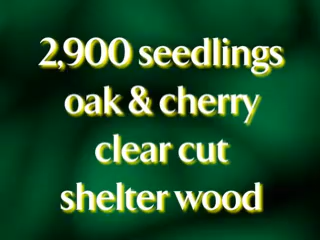 2,900 seedlings
oak & cherry
clear cut
shelter wood